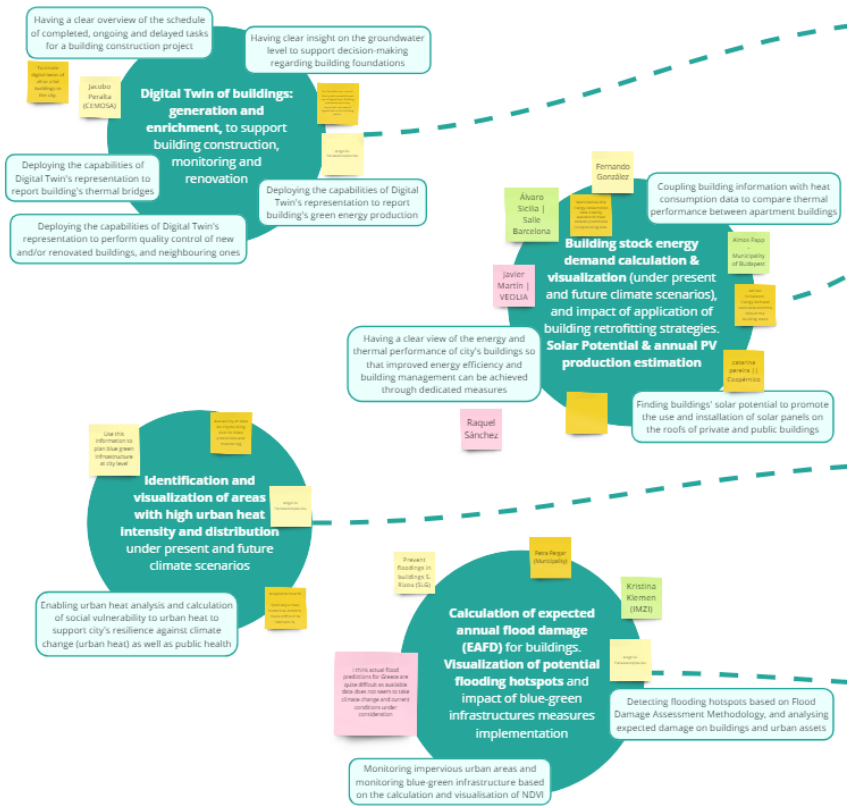 Having a clear overview of the schedule
of completed, ongoing and delayed tasks
for a building construction project
Having clear insight on the groundwater
level to support decision-making
regarding building foundations
Jacobo
Peralta
(CEMOSA)
Digital Twin of buildings:
generation and
enrichment, to support
building construction,
monitoring and
renovation
Deploying the capabilities of
Digital Twin's representation to
report building's thermal bridges
Deploying the capabilities of Digital
Twin's representation to report
building's green energy production
Deploying the capabilities of Digital Twin's
representation to perform quality control of new
and/or renovated buildings, and neighbouring ones
Fernando
González
Álvaro
Sicilia |
Salle
Barcelona
Coupling building information with heat
consumption data to compare thermal
performance between apartment buildings
Almos Papp
-
Municipality
of Budapest
Javier
Martín |
VEOLIA
Building stock energy
demand calculation &
visualization (under present
and future climate scenarios),
and impact of application of
building retrofitting strategies.
Solar Potential & annual PV
production estimation
Having a clear view of the energy and
thermal performance of city's buildings so
that improved energy efficiency and
building management can be achieved
through dedicated measures
caterina
pereira ||
Coopérnico
Finding buildings' solar potential to promote
the use and installation of solar panels on
the roofs of private and public buildings
Raquel
Sánchez
Use this
information to
plan blue green
infrastructure
at city level
Identification and
visualization of areas
with high urban heat
intensity and distribution
under present and future
climate scenarios
Enabling urban heat analysis and calculation
of social vulnerability to urban heat to
support city's resilience against climate
change (urban heat) as well as public health
Prevent
floodings in
buildings S.
Rizou (SLG)
Petra Pergar
(Municipality)
Kristina
Klemen
(IMZI)
Calculation of expected
annual flood damage
(EAFD) for buildings.
Visualization of potential
flooding hotspots and
impact of blue-green
infrastructures measures
implementation
I think actual flood
predictions for Greece are
quite difficult as available
data does not seem to take
climate change and current
conditions under
consideration
Detecting flooding hotspots based on Flood
Damage Assessment Methodology, and analysing
expected damage on buildings and urban assets
Monitoring impervious urban areas and
monitoring blue-green infrastructure based
on the calculation and visualisation of NDVI